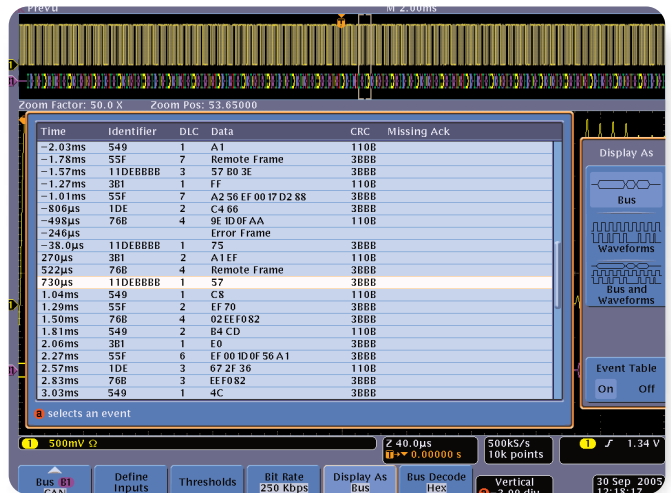 PreVu M 2.00ms
T
1
Zoom Factor: 50.0 X Zoom Pos: 53.65000
Time Identifier DLC Data CRC Missing Ack
-2.03ms 549 1 A1 110B
-1.78ms 55F 7 Remote Frame 3BBB
-1.57ms 11DEBBBB 3 57 B0 3E 3BBB
-1.27ms 3B1 1 FF 110B
-1.01ms 55F 7 A2 56 EF 00 17 D2 88 3BBB
-806µs 1DE 2 C4 66 3BBB
-498µs 76B 4 9E 1D 0F AA 110B
-246µs Error Frame
-38.0µs 11DEBBBB 1 75 3BBB
270µs 3B1 2 A1 EF 110B
522µs 76B 4 Remote Frame 3BBB
730µs 11DEBBBB 1 57 3BBB
1.04ms 549 1 C8 110B
1.29ms 55F 2 EF 70 3BBB
1.50ms 76B 4 02 EE F0 82 3BBB
1.81ms 549 2 B4 CD 110B
2.06ms 3B1 1 E0 3BBB
2.27ms 55F 6 EF 00 1D 0F 56 A1 3BBB
2.57ms 1DE 3 67 2F 36 110B
2.83ms 76B 3 EE F0 82 3BBB
3.03ms 549 1 4C 3BBB
a selects an event
Display As
Bus
Waveforms
Bus and
Waveforms
Event Table
On Off
1 500mV Ω
Z 40.0µs
T→▼ 0.00000 s
500kS/s
10k points
1 1.34 V
Bus B1
CAN
Define
Inputs
Thresholds
Bit Rate
250 Kbps
Display As
Bus
Bus Decode
Hex
Vertical
a -3.00 div
30 Sep 2005
12:18:17